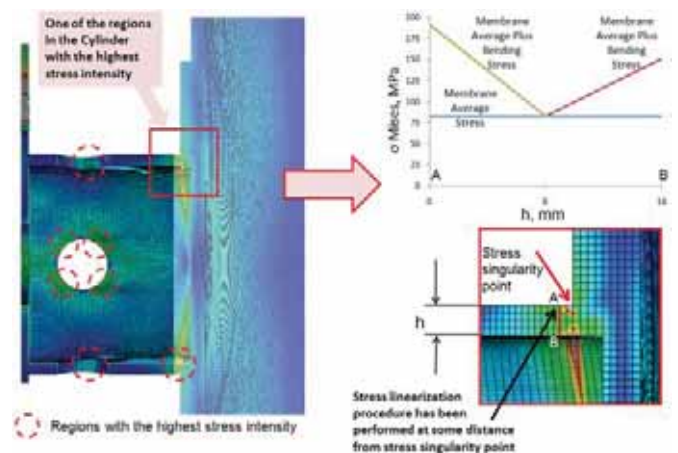 One of the regions
in the Cylinder
with the highest
stress intensity
Regions with the highest stress intensity
σ Mises, MPa
200
175
150
125
100
75
50
25
0
Membrane
Average Plus
Bending
Stress
Membrane
Average Plus
Bending
Stress
Membrane
Average
Stress
A
B
0
h, mm
Stress
singularity
point
A
B
h
Stress linearization
procedure has been
performed at some distance
from stress singularity point